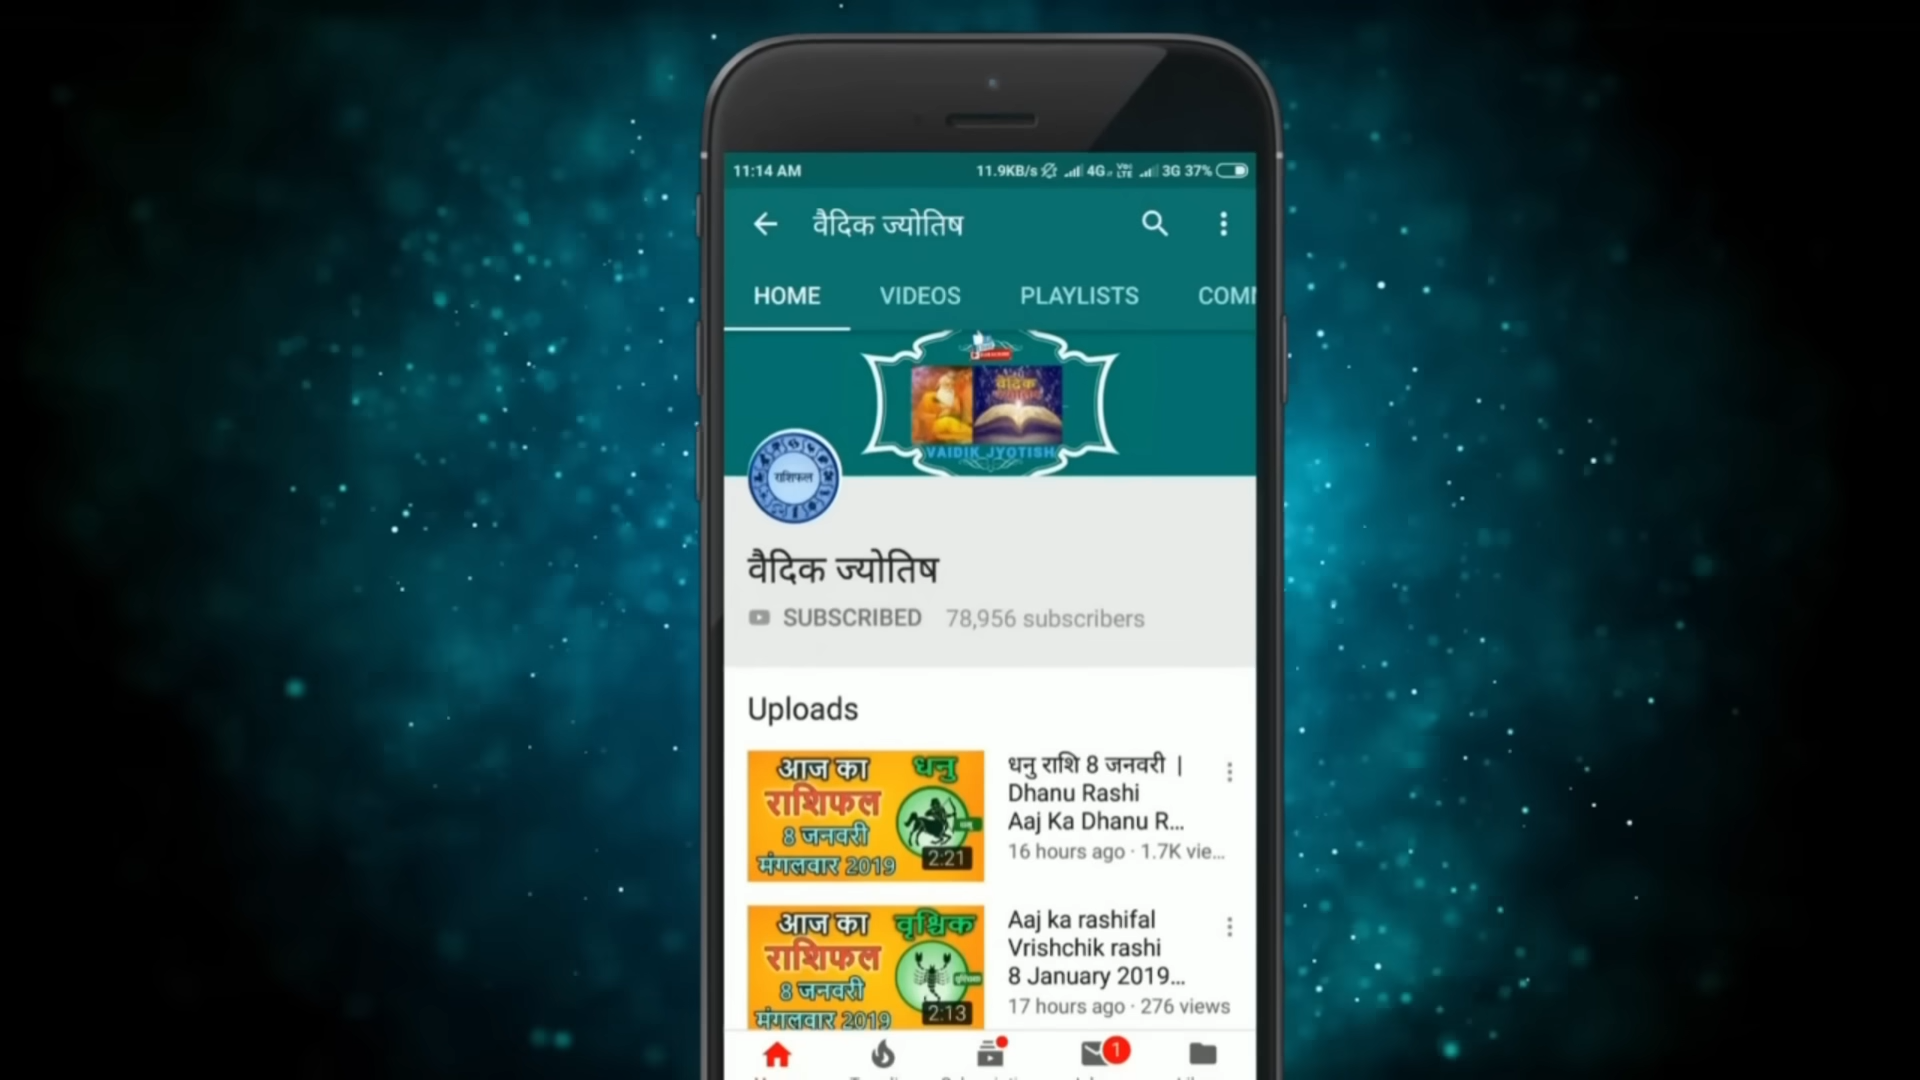 11:14 AM 11.9KB/s 4G Vo LTE 3G 37%
वैदिक ज्योतिष
HOME VIDEOS PLAYLISTS COMM
वैदिक
VAIDIK JYOTISH
राशिफल
वैदिक ज्योतिष
SUBSCRIBED 78,956 subscribers
Uploads
आज का धनु
राशिफल
8 जनवरी
मंगलवार 2019
2:21
धनु राशि 8 जनवरी |
Dhanu Rashi
Aaj Ka Dhanu R...
16 hours ago · 1.7K vie...
आज का वृश्चिक
राशिफल
8 जनवरी
मंगलवार 2019
2:13
Aaj ka rashifal
Vrishchik rashi
8 January 2019...
17 hours ago · 276 views
1